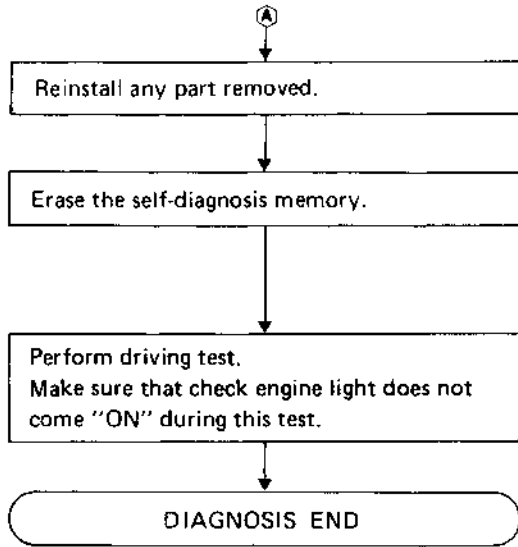 A
Reinstall any part removed.
Erase the self-diagnosis memory.
Perform driving test.
Make sure that check engine light does not
come "ON" during this test.
DIAGNOSIS END